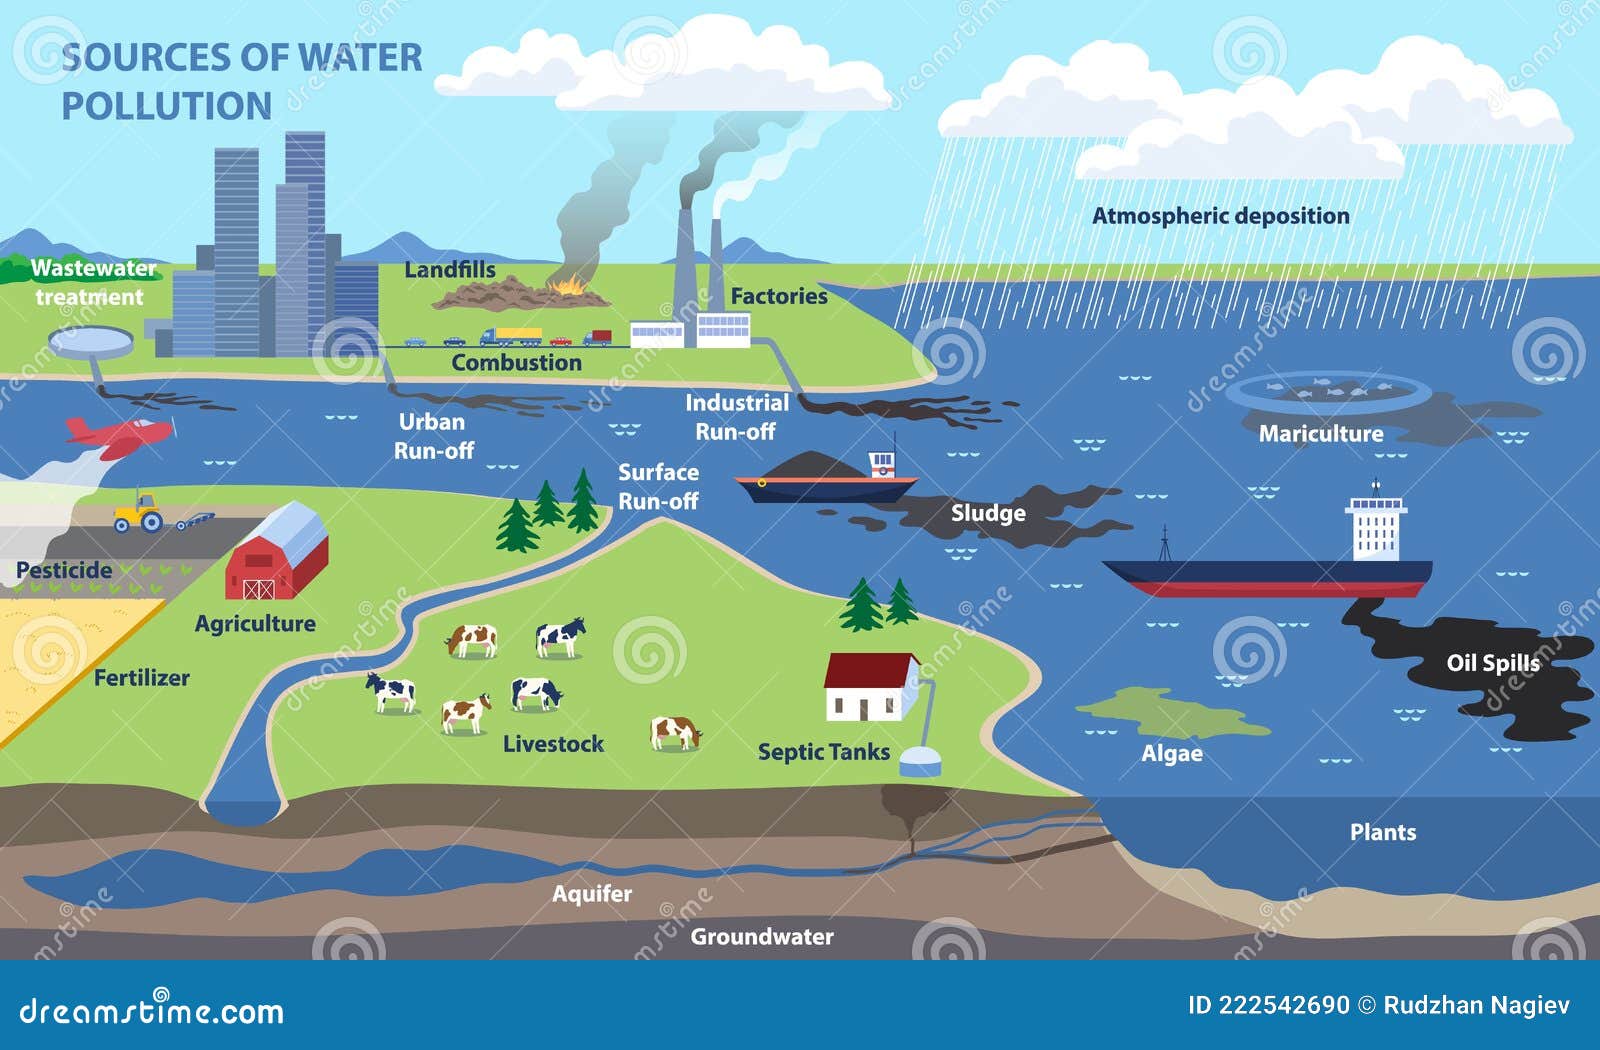 SOURCES OF WATER
POLLUTION
Atmospheric deposition
Wastewater
treatment
Landfills
Factories
Combustion
Urban
Run-off
Industrial
Run-off
Mariculture
Surface
Run-off
Sludge
Pesticide
Agriculture
Fertilizer
Oil Spills
Livestock
Septic Tanks
Algae
Plants
Aquifer
Groundwater
dreamstime.com
ID 222542690 © Rudzhan Nagiev